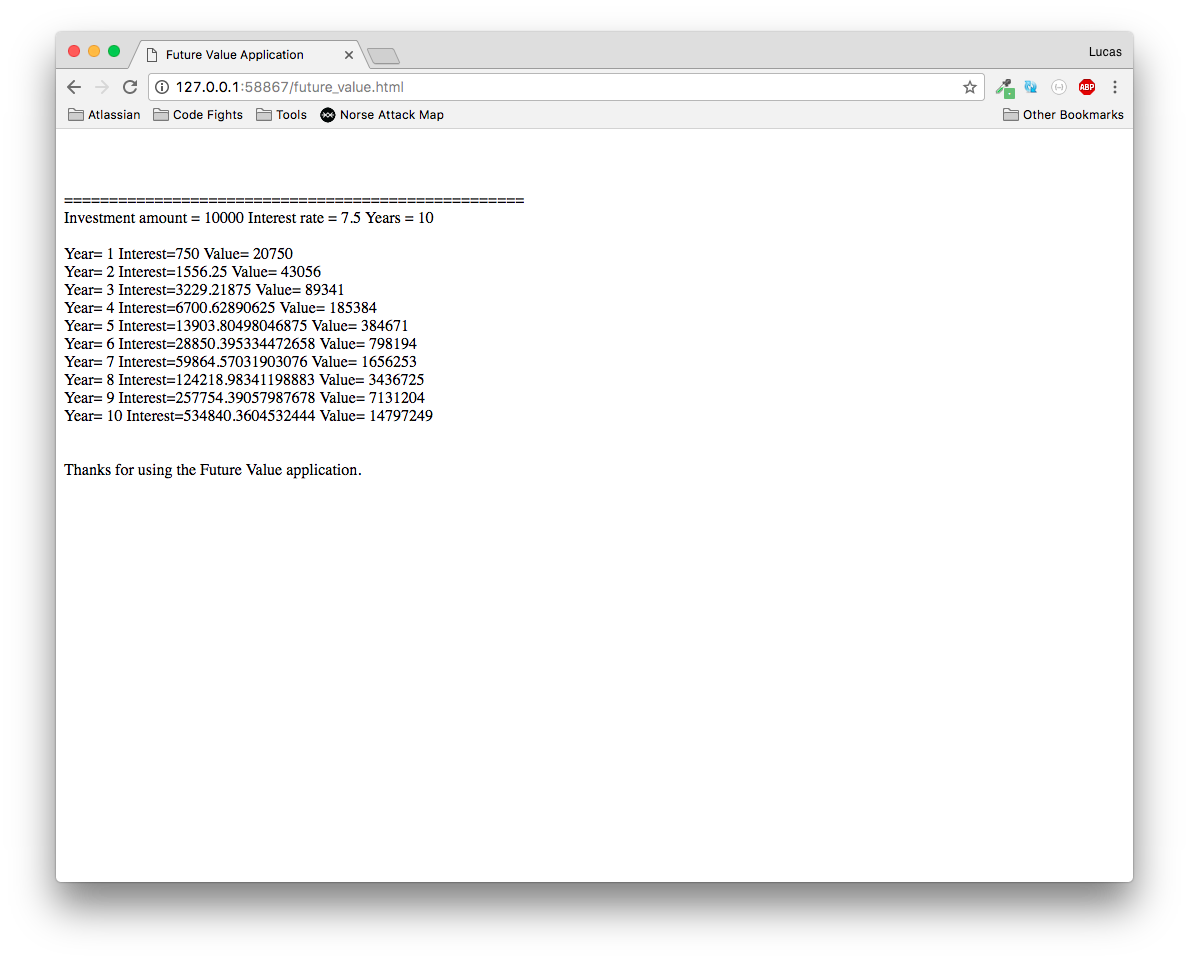 Future Value Application
Lucas
127.0.0.1:58867/future_value.html
ABP
Atlassian Code Fights Tools Norse Attack Map Other Bookmarks
===================================================
Investment amount = 10000 Interest rate = 7.5 Years = 10
Year= 1 Interest=750 Value= 20750
Year= 2 Interest=1556.25 Value= 43056
Year= 3 Interest=3229.21875 Value= 89341
Year= 4 Interest=6700.62890625 Value= 185384
Year= 5 Interest=13903.80498046875 Value= 384671
Year= 6 Interest=28850.395334472658 Value= 798194
Year= 7 Interest=59864.57031903076 Value= 1656253
Year= 8 Interest=124218.98341198883 Value= 3436725
Year= 9 Interest=257754.39057987678 Value= 7131204
Year= 10 Interest=534840.3604532444 Value= 14797249
Thanks for using the Future Value application.